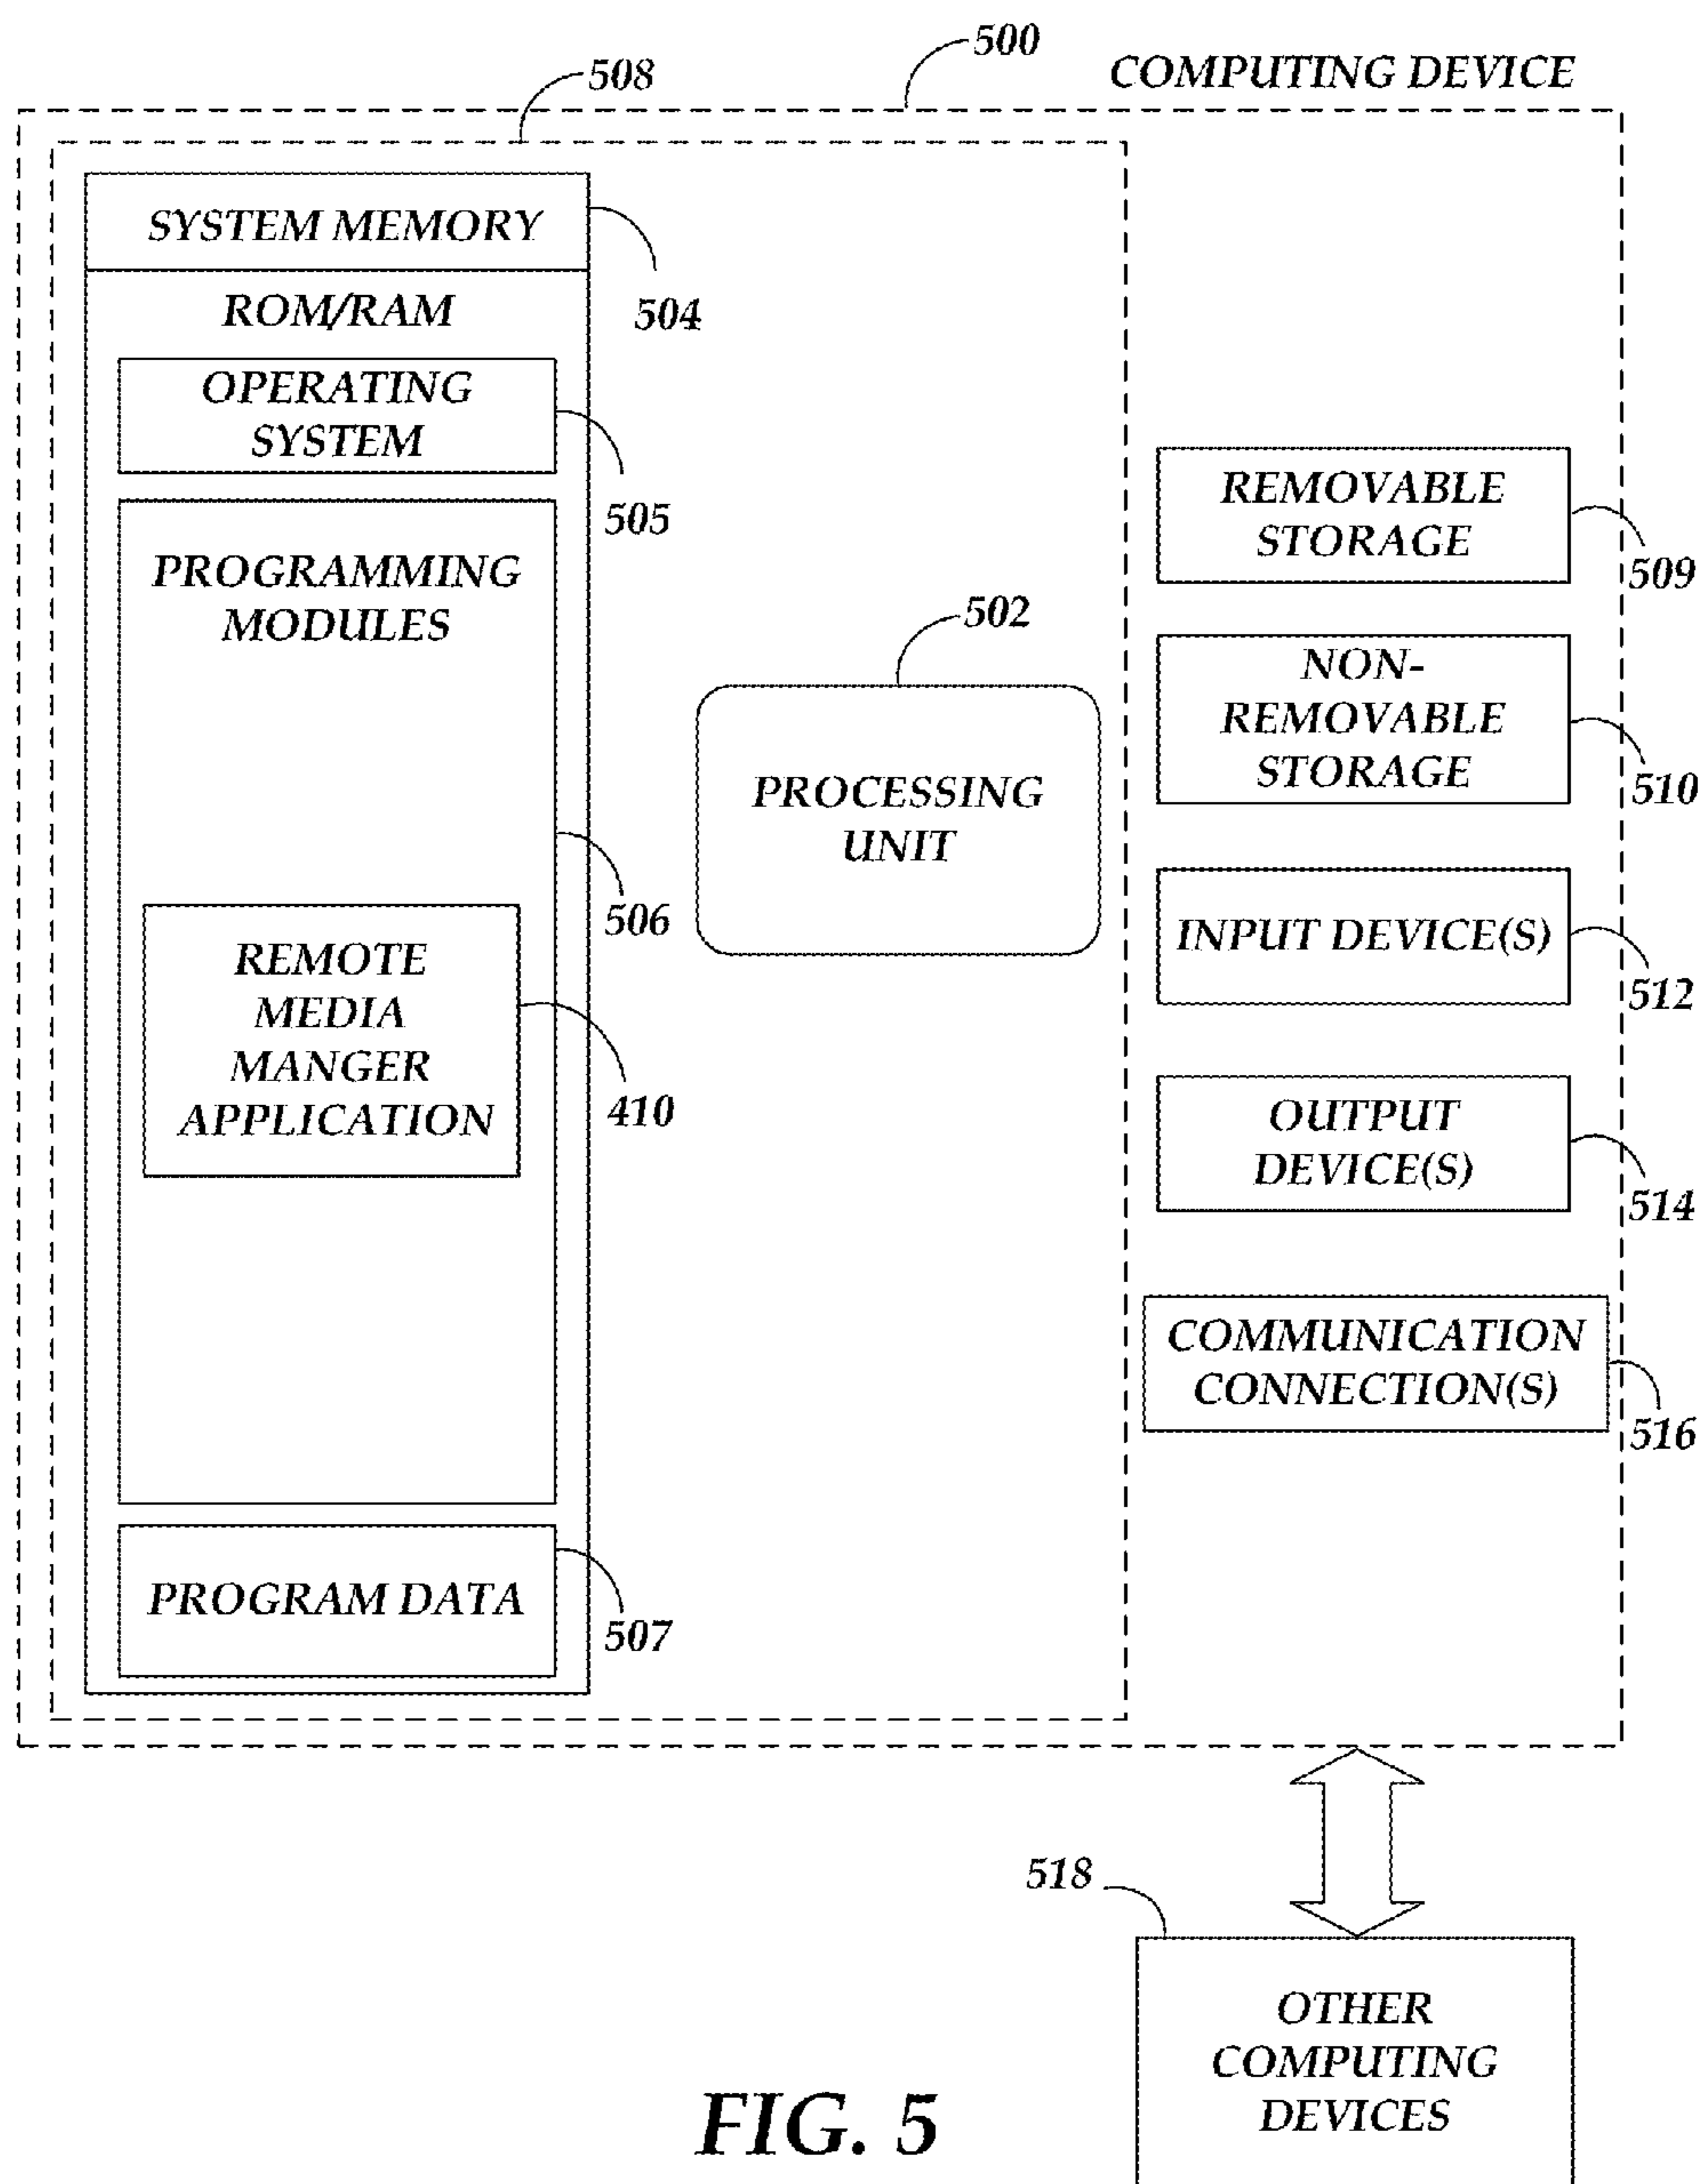 500
COMPUTING DEVICE
508
SYSTEM MEMORY
504
ROM/RAM
OPERATING
SYSTEM
505
PROGRAMMING
MODULES
506
REMOTE
MEDIA
MANGER
APPLICATION
410
PROGRAM DATA
507
502
PROCESSING
UNIT
REMOVABLE
STORAGE
509
NON-
REMOVABLE
STORAGE
510
INPUT DEVICE(S)
512
OUTPUT
DEVICE(S)
514
COMMUNICATION
CONNECTION(S)
516
518
OTHER
COMPUTING
DEVICES
FIG. 5